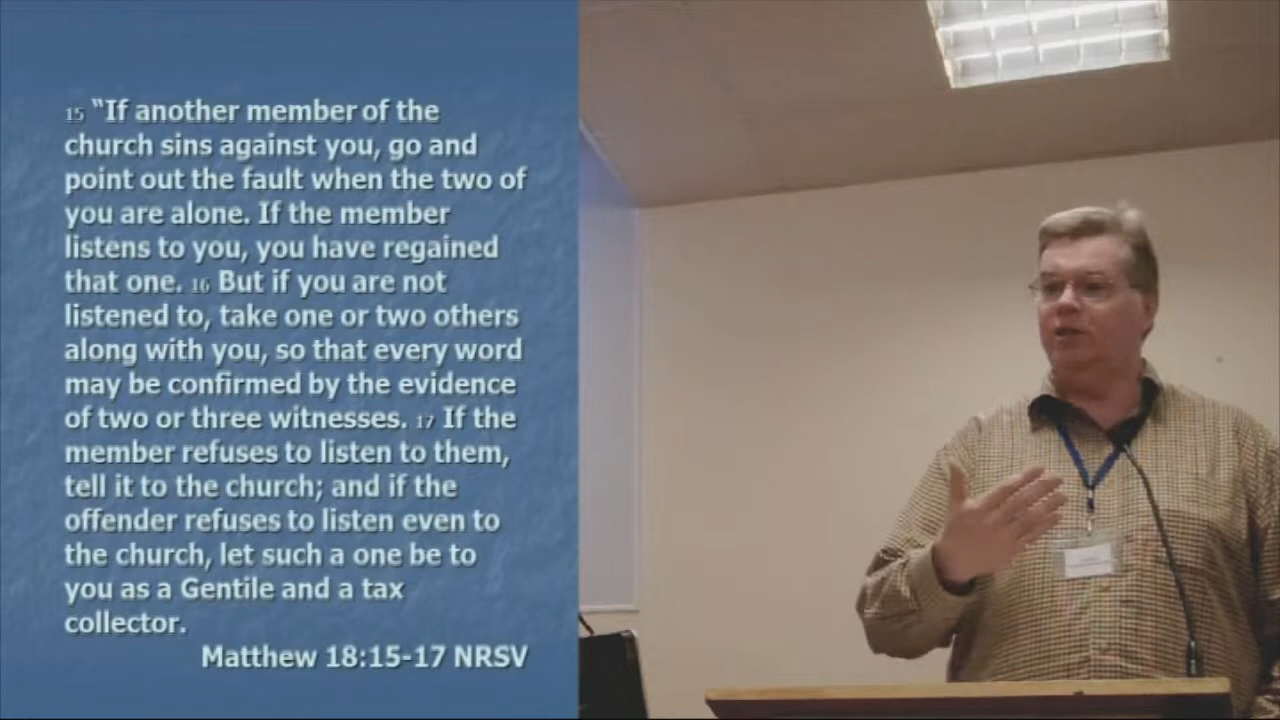 15 “If another member of the
church sins against you, go and
point out the fault when the two of
you are alone. If the member
listens to you, you have regained
that one. 16 But if you are not
listened to, take one or two others
along with you, so that every word
may be confirmed by the evidence
of two or three witnesses. 17 If the
member refuses to listen to them,
tell it to the church; and if the
offender refuses to listen even to
the church, let such a one be to
you as a Gentile and a tax
collector.
Matthew 18:15-17 NRSV